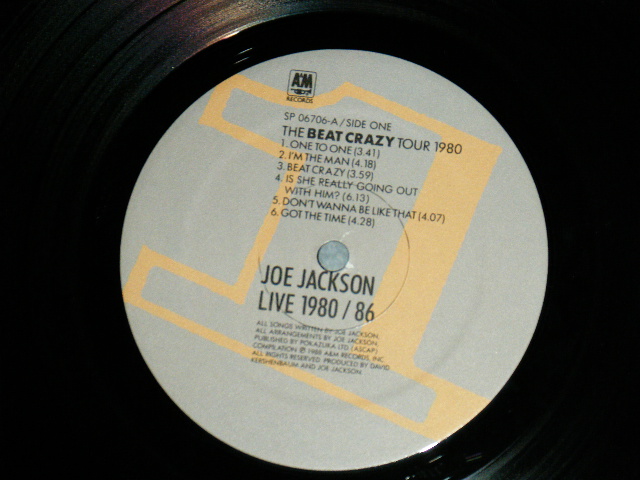 A&M
RECORDS
SP 06706-A/SIDE ONE
THE BEAT CRAZY TOUR 1980
1. ONE TO ONE (3.41)
2. I'M THE MAN (4.18)
3. BEAT CRAZY (3.59)
4. IS SHE REALLY GOING OUT
WITH HIM? (6.13)
5. DON'T WANNA BE LIKE THAT (4.07)
6. GOT THE TIME (4.28)
JOE JACKSON
LIVE 1980/86
ALL SONGS WRITTEN BY JOE JACKSON.
ALL ARRANGEMENTS BY JOE JACKSON.
PUBLISHED BY POKAZUKA LTD. (ASCAP)
COMPILATION ℗ 1988 A&M RECORDS, INC.
ALL RIGHTS RESERVED. PRODUCED BY DAVID
KERSHENBAUM AND JOE JACKSON